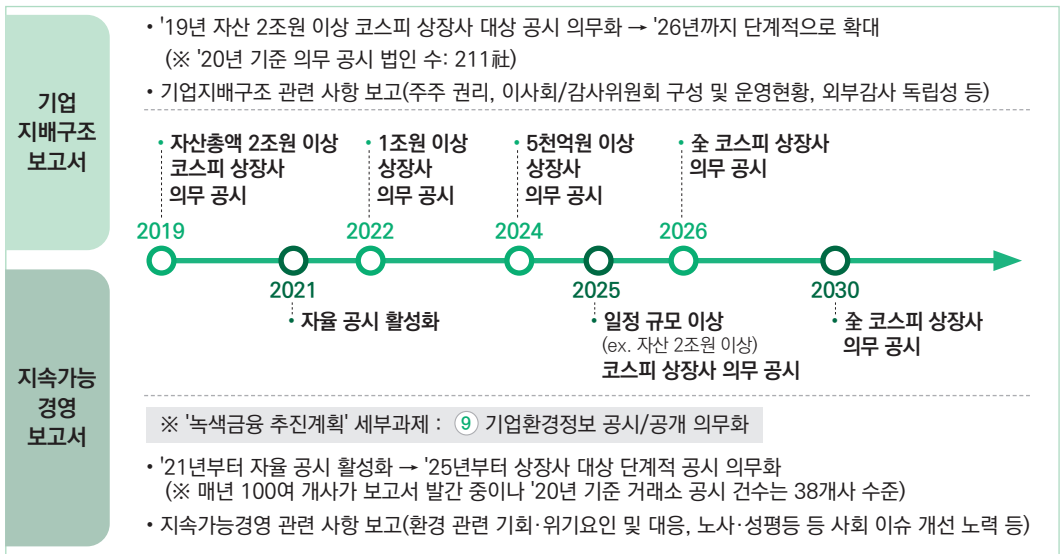 기업
지배구조
보고서
• '19년 자산 2조원 이상 코스피 상장사 대상 공시 의무화 → '26년까지 단계적으로 확대
(※ '20년 기준 의무 공시 법인 수: 211社)
• 기업지배구조 관련 사항 보고(주주 권리, 이사회/감사위원회 구성 및 운영현황, 외부감사 독립성 등)
• 자산총액 2조원 이상
코스피 상장사
의무 공시
2019
• 1조원 이상
상장사
의무 공시
2022
• 5천억원 이상
상장사
의무 공시
2024
• 全 코스피 상장사
의무 공시
2026
지속가능
경영
보고서
2021
• 자율 공시 활성화
2025
• 일정 규모 이상
(ex. 자산 2조원 이상)
코스피 상장사 의무 공시
2030
• 全 코스피 상장사
의무 공시
※ '녹색금융 추진계획' 세부과제 : ⑨ 기업환경정보 공시/공개 의무화
• '21년부터 자율 공시 활성화 → '25년부터 상장사 대상 단계적 공시 의무화
(※ 매년 100여 개사가 보고서 발간 중이나 '20년 기준 거래소 공시 건수는 38개사 수준)
• 지속가능경영 관련 사항 보고(환경 관련 기회·위기요인 및 대응, 노사·성평등 등 사회 이슈 개선 노력 등)